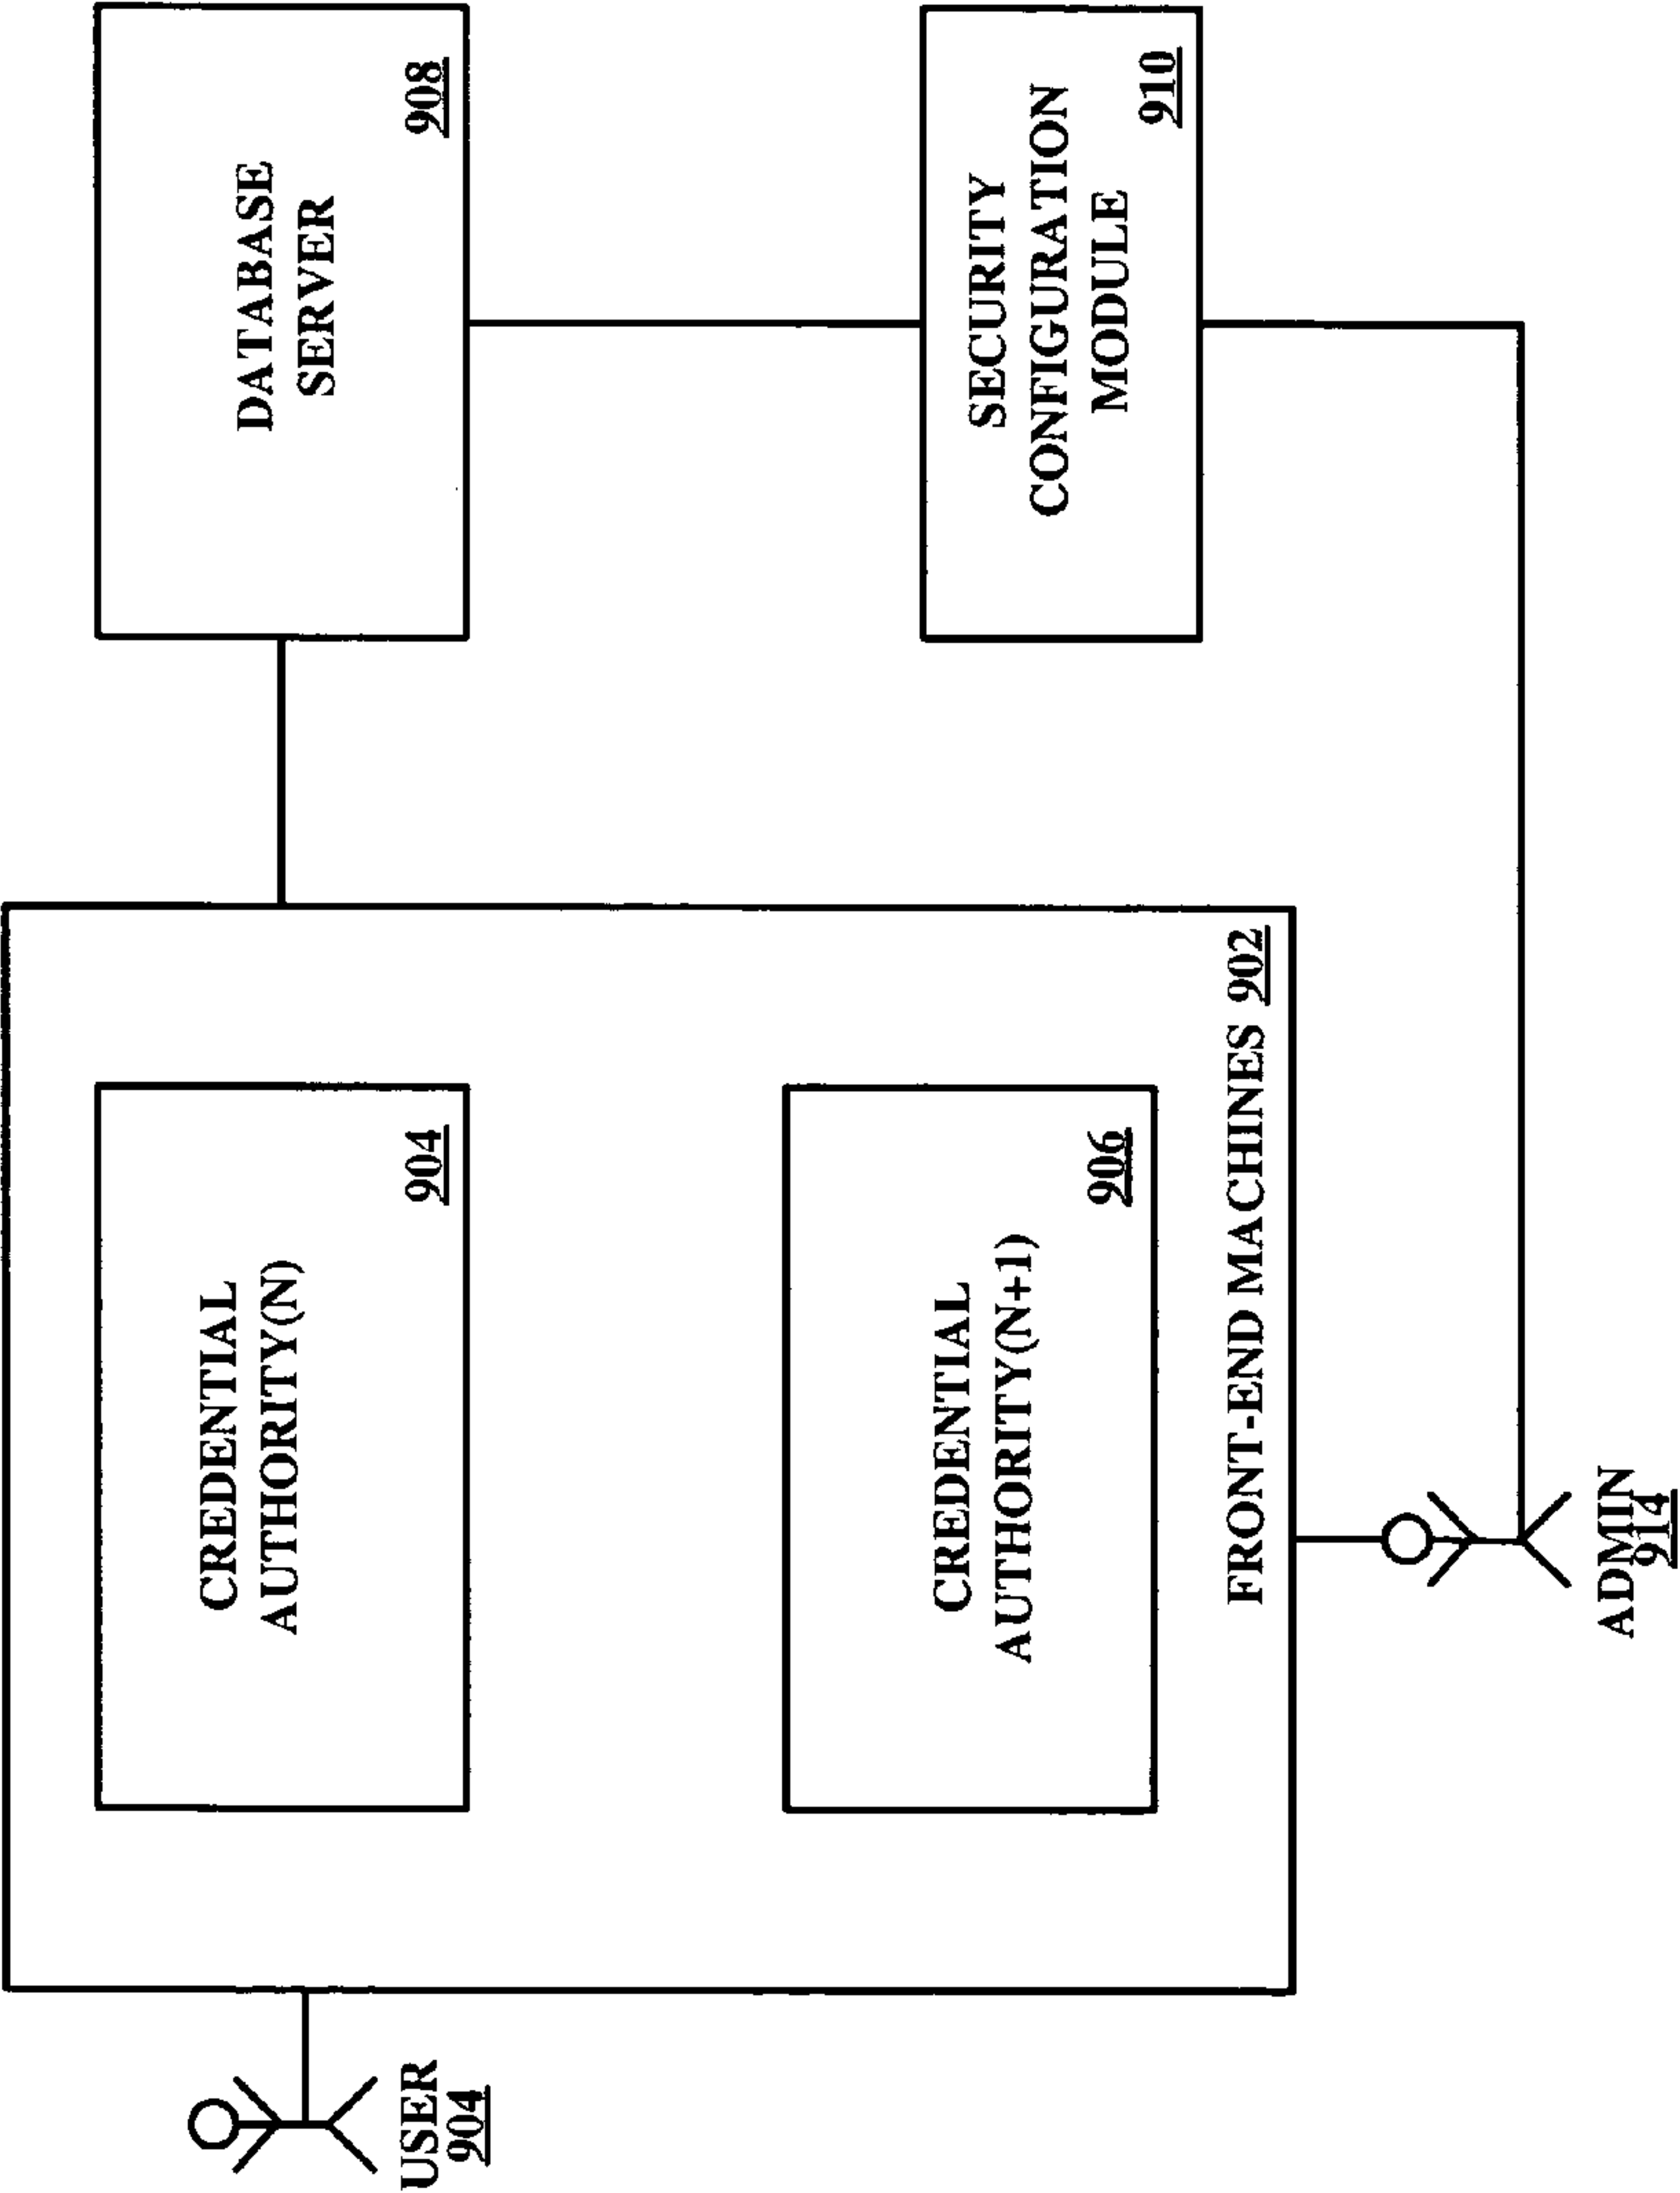 USER
904
CREDENTIAL
AUTHORITY(N)
904
CREDENTIAL
AUTHORITY(N+1)
906
FRONT-END MACHINES 902
DATABASE
SERVER
908
SECURITY
CONFIGURATION
MODULE
910
ADMIN
914